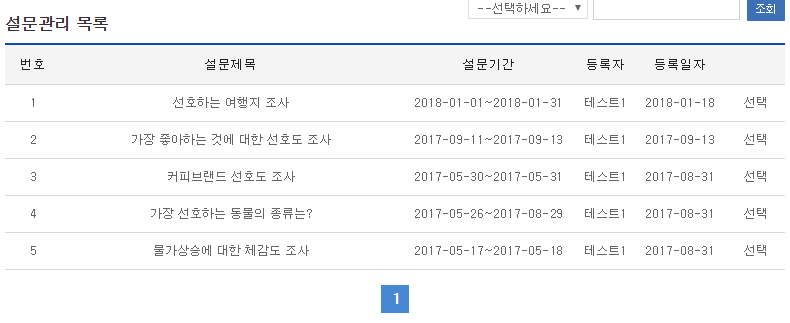 --선택하세요-- 조회
설문관리 목록
번호 설문제목 설문기간 등록자 등록일자
1 선호하는 여행지 조사 2018-01-01~2018-01-31 테스트1 2018-01-18 선택
2 가장 좋아하는 것에 대한 선호도 조사 2017-09-11~2017-09-13 테스트1 2017-09-13 선택
3 커피브랜드 선호도 조사 2017-05-30~2017-05-31 테스트1 2017-08-31 선택
4 가장 선호하는 동물의 종류는? 2017-05-26~2017-08-29 테스트1 2017-08-31 선택
5 물가상승에 대한 체감도 조사 2017-05-17~2017-05-18 테스트1 2017-08-31 선택
1